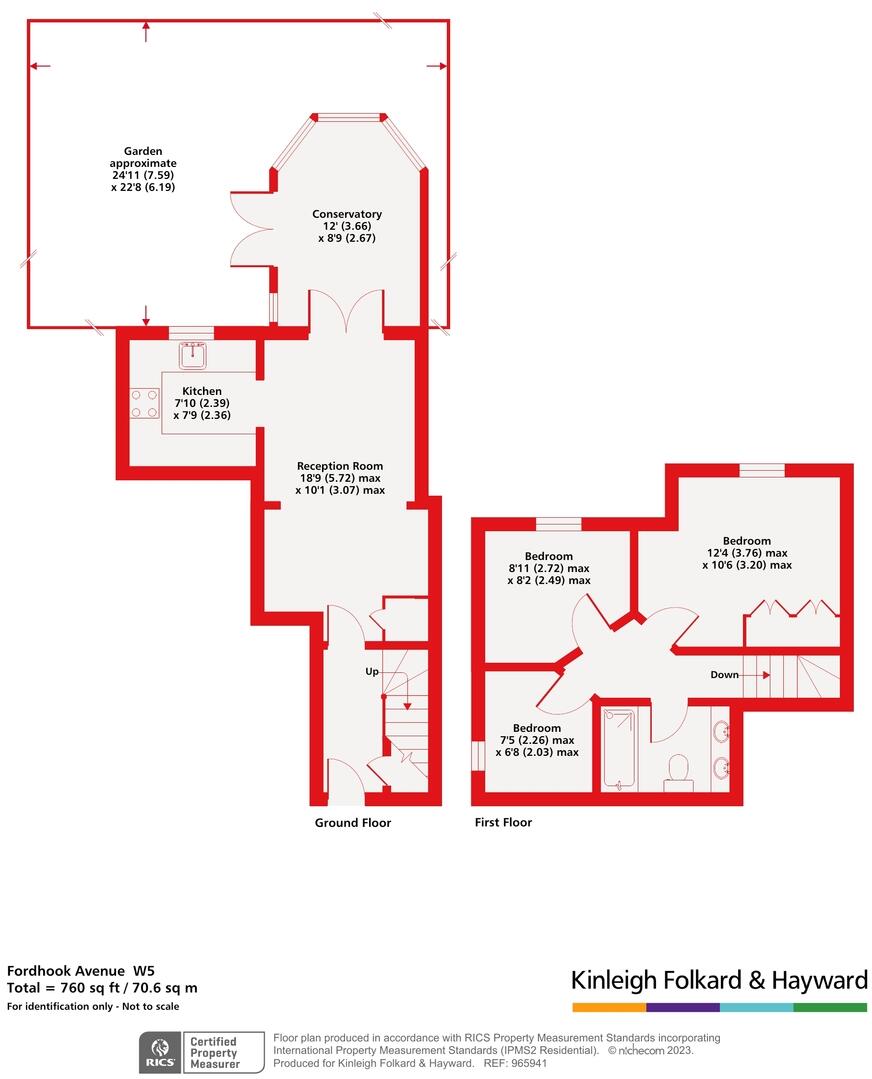 Garden
approximate
24'11 (7.59)
x 22'8 (6.19)
Conservatory
12' (3.66)
x 8'9 (2.67)
Kitchen
7'10 (2.39)
x 7'9 (2.36)
Reception Room
18'9 (5.72) max
x 10'1 (3.07) max
Up
Ground Floor
Bedroom
8'11 (2.72) max
x 8'2 (2.49) max
Bedroom
12'4 (3.76) max
x 10'6 (3.20) max
Down
Bedroom
7'5 (2.26) max
x 6'8 (2.03) max
First Floor
Fordhook Avenue W5
Total = 760 sq ft / 70.6 sq m
For identification only - Not to scale
Kinleigh Folkard & Hayward
RICS
Certified
Property
Measurer
Floor plan produced in accordance with RICS Property Measurement Standards incorporating
International Property Measurement Standards (IPMS2 Residential). © nichecom 2023.
Produced for Kinleigh Folkard & Hayward. REF: 965941